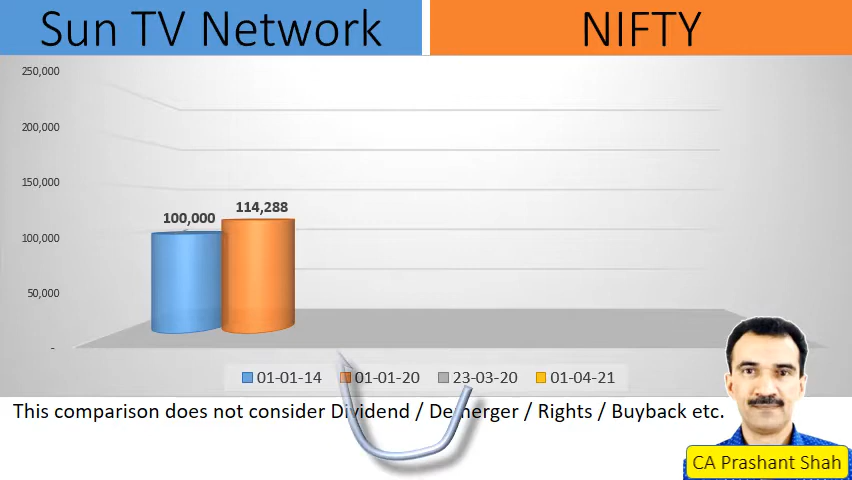 Sun TV Network
NIFTY
250,000
200,000
150,000
100,000
50,000
-
100,000
114,288
01-01-14 01-01-20 23-03-20 01-04-21
This comparison does not consider Dividend / Demerger / Rights / Buyback etc.
CA Prashant Shah